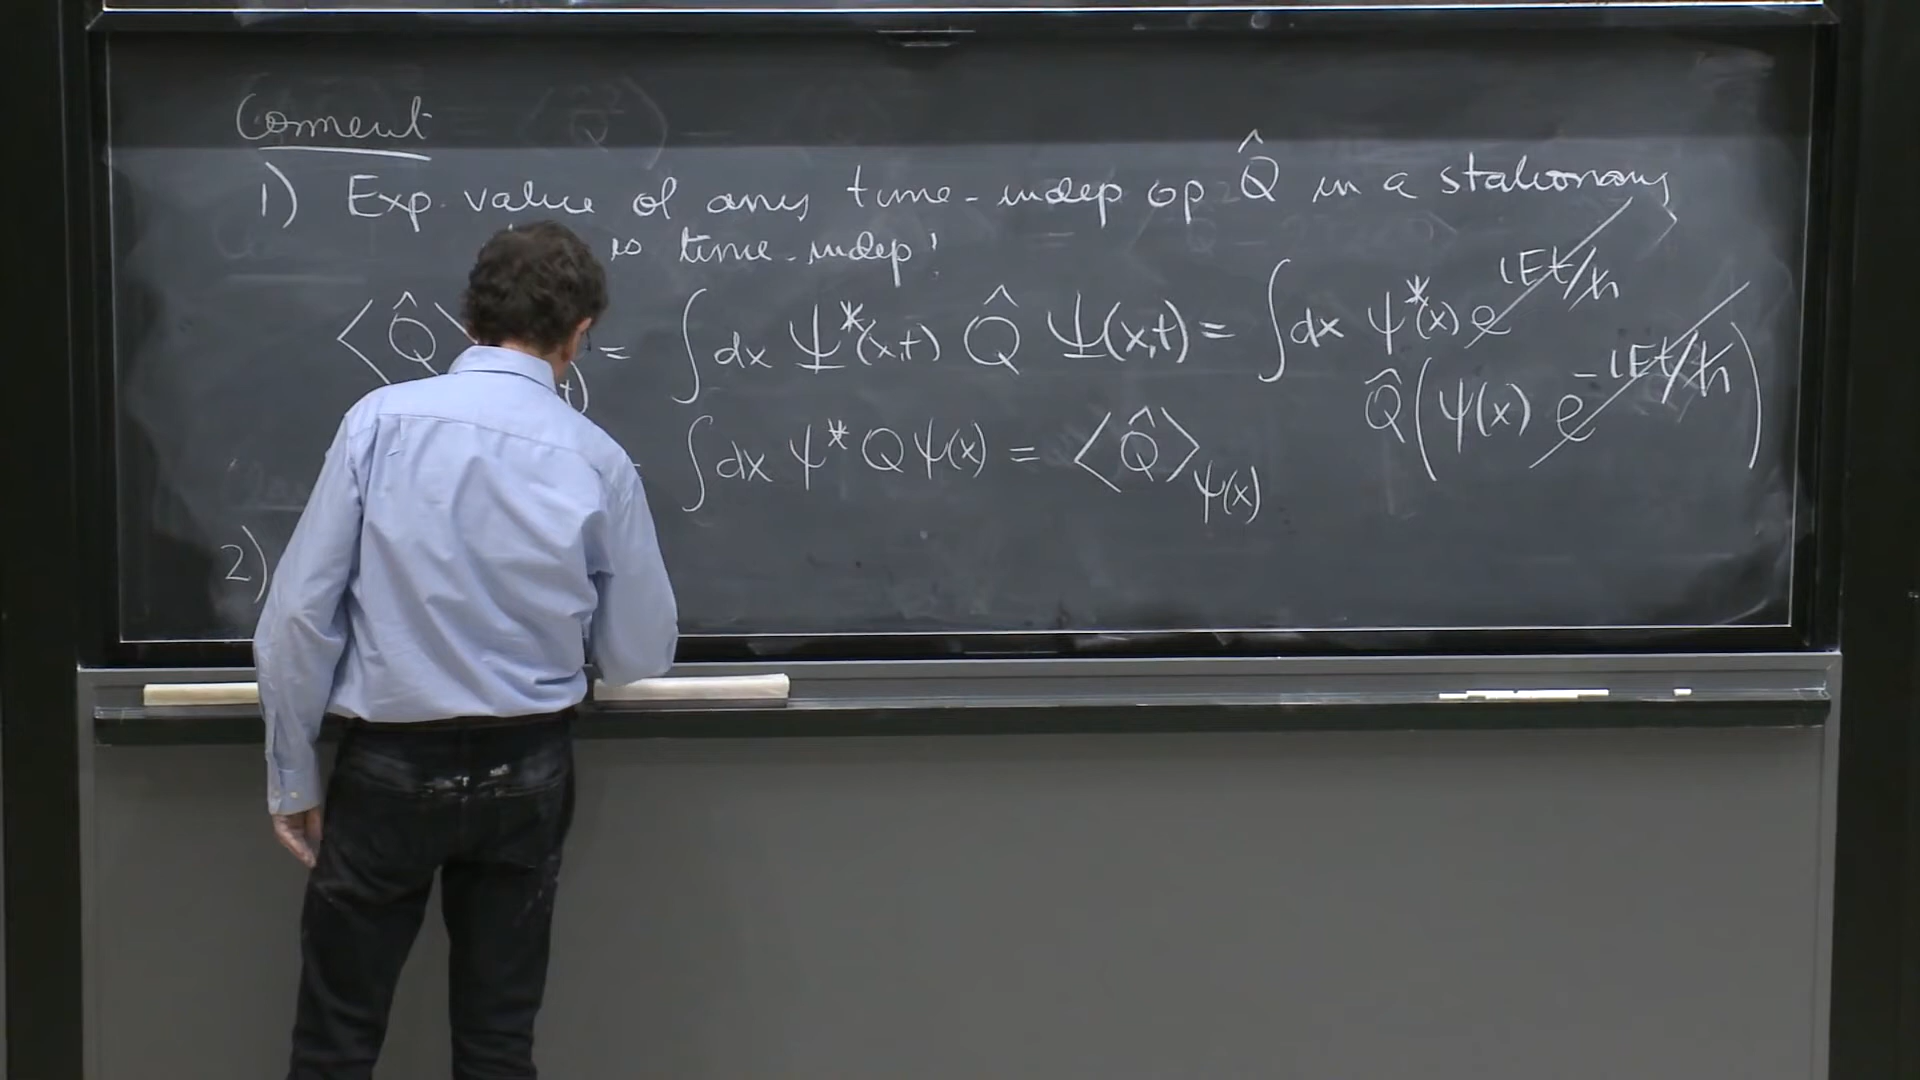 Comment
1) Exp. value of any time-indep op Q̂ in a stationary
is time-indep!
⟨Q̂⟩ = ∫dx Ψ*(x,t) Q̂ Ψ(x,t) = ∫dx ψ*(x) e^{iEt/ħ}
t) Q̂(ψ(x) e^{-iEt/ħ})
∫dx ψ* Q ψ(x) = ⟨Q̂⟩_{ψ(x)}
2)